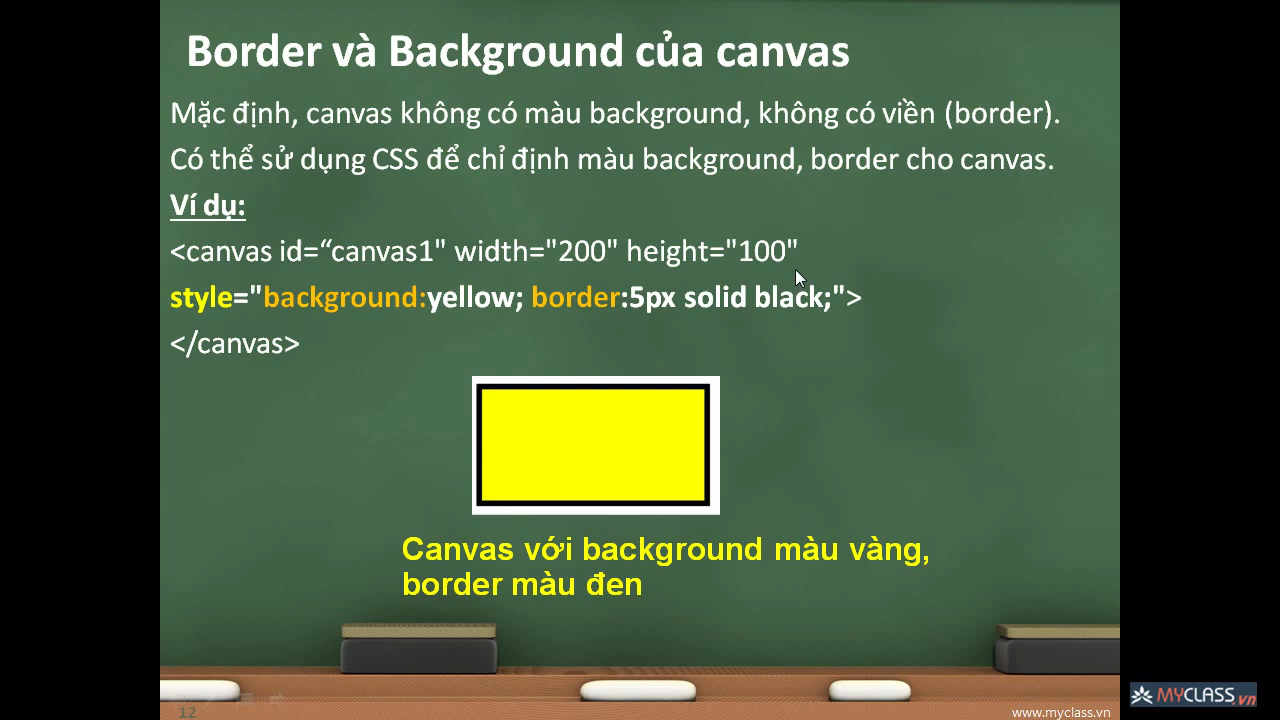 Border và Background của canvas
Mặc định, canvas không có màu background, không có viền (border).
Có thể sử dụng CSS để chỉ định màu background, border cho canvas.
Ví dụ:
<canvas id=“canvas1" width="200" height="100"
style="background:yellow; border:5px solid black;">
</canvas>
Canvas với background màu vàng,
border màu đen
12
www.myclass.vn
MYCLASS.vn